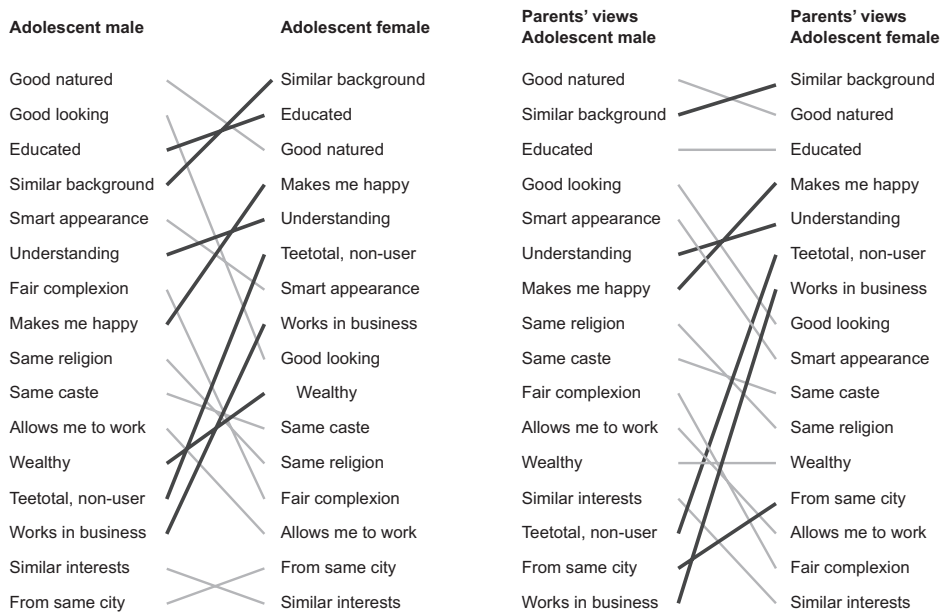 Adolescent male
Good natured
Good looking
Educated
Similar background
Smart appearance
Understanding
Fair complexion
Makes me happy
Same religion
Same caste
Allows me to work
Wealthy
Teetotal, non-user
Works in business
Similar interests
From same city
Adolescent female
Similar background
Educated
Good natured
Makes me happy
Understanding
Teetotal, non-user
Smart appearance
Works in business
Good looking
Wealthy
Same caste
Same religion
Fair complexion
Allows me to work
From same city
Similar interests
Parents’ views
Adolescent male
Good natured
Similar background
Educated
Good looking
Smart appearance
Understanding
Makes me happy
Same religion
Same caste
Fair complexion
Allows me to work
Wealthy
Similar interests
Teetotal, non-user
From same city
Works in business
Parents’ views
Adolescent female
Similar background
Good natured
Educated
Makes me happy
Understanding
Teetotal, non-user
Works in business
Good looking
Smart appearance
Same caste
Same religion
Wealthy
From same city
Allows me to work
Fair complexion
Similar interests